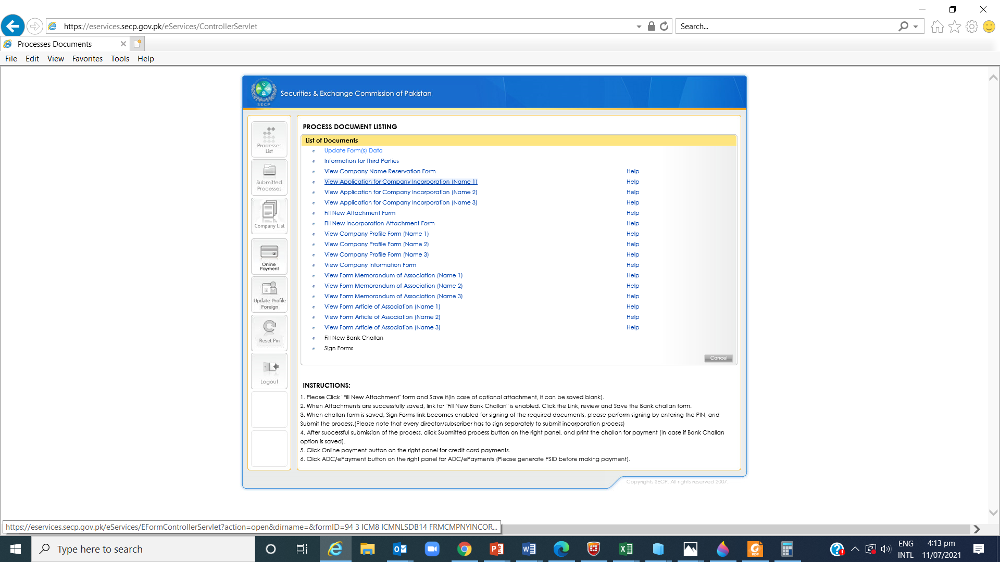 https://eservices.secp.gov.pk/eServices/ControllerServlet
Search...
Processes Documents
File Edit View Favorites Tools Help
SECP
Securities & Exchange Commission of Pakistan
Processes
List
Submitted
Processes
Company List
Online
Payment
Update Profile
Foreign
Reset Pin
Logout
PROCESS DOCUMENT LISTING
List of Documents
Update Form(s) Data
Information for Third Parties
View Company Name Reservation Form Help
View Application for Company Incorporation (Name 1) Help
View Application for Company Incorporation (Name 2) Help
View Application for Company Incorporation (Name 3) Help
Fill New Attachment Form Help
Fill New Incorporation Attachment Form Help
View Company Profile Form (Name 1) Help
View Company Profile Form (Name 2) Help
View Company Profile Form (Name 3) Help
View Company Information Form Help
View Form Memorandum of Association (Name 1) Help
View Form Memorandum of Association (Name 2) Help
View Form Memorandum of Association (Name 3) Help
View Form Article of Association (Name 1) Help
View Form Article of Association (Name 2) Help
View Form Article of Association (Name 3) Help
Fill New Bank Challan
Sign Forms
Cancel
INSTRUCTIONS:
1. Please Click "Fill New Attachment" form and Save it(In case of optional attachment, it can be saved blank).
2. When Attachments are successfully saved, link for "Fill New Bank Challan" is enabled. Click the Link, review and Save the Bank challan form.
3. When challan form is saved, Sign Forms link becomes enabled for signing of the required documents, please perform signing by entering the PIN, and
Submit the process.(Please note that every director/subscriber has to sign separately to submit incorporation process)
4. After successful submission of the process, click Submitted process button on the right panel, and print the challan for payment (In case if Bank Challan
option is saved).
5. Click Online payment button on the right panel for credit card payments.
6. Click ADC/ePayment button on the right panel for ADC/ePayments (Please generate PSID before making payment).
Copyrights SECP, All rights reserved 2007.
https://eservices.secp.gov.pk/eServices/EFormControllerServlet?action=open&dirname=&formID=94 3 ICM8 ICMNLSDB14 FRMCMPNYINCOR...
Type here to search
ENG
INTL
4:13 pm
11/07/2021